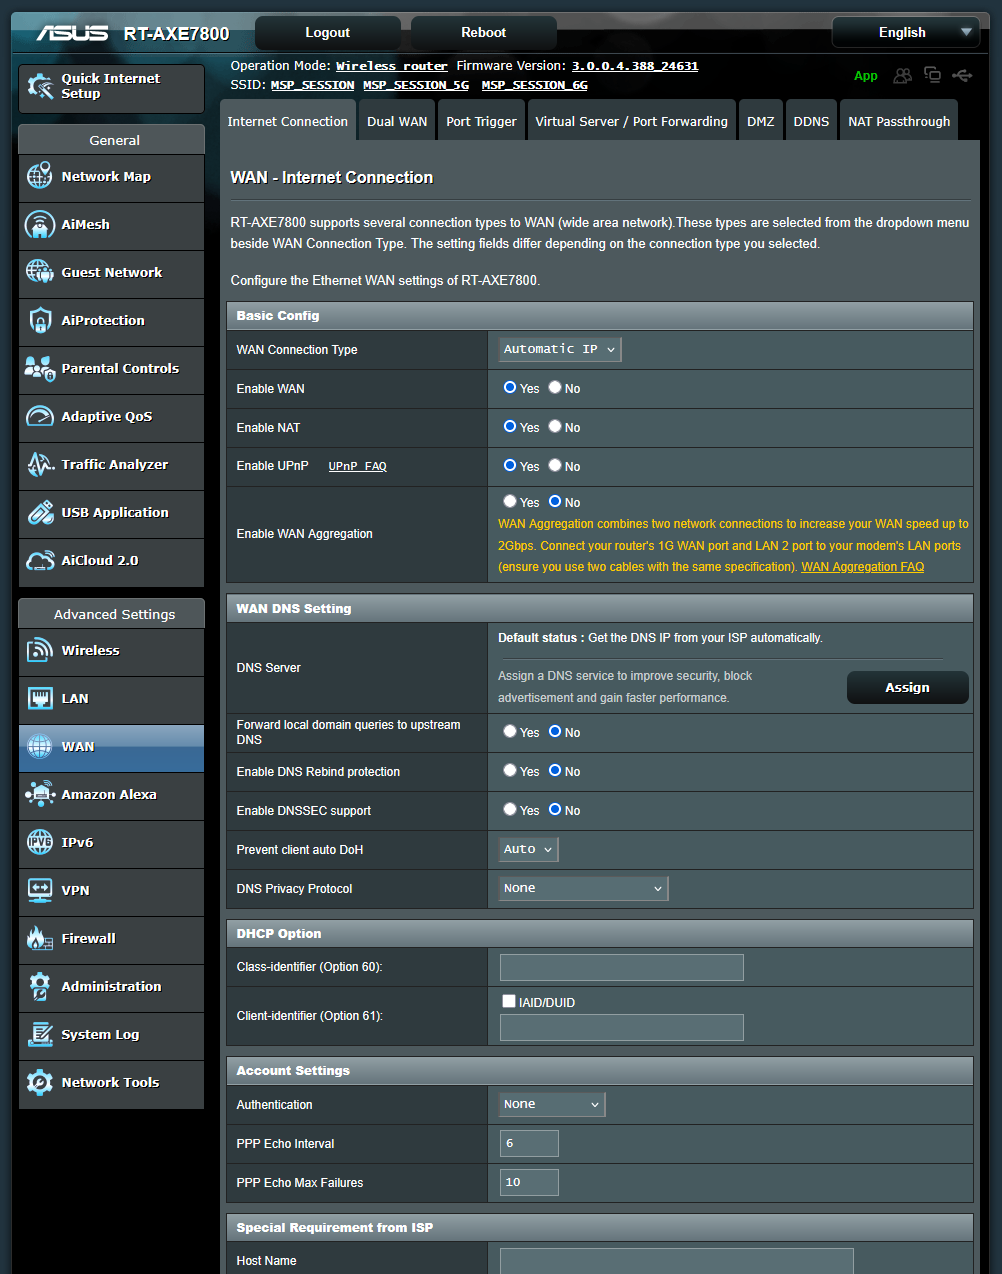 ASUS RT-AXE7800 Logout Reboot English
Operation Mode: Wireless router Firmware Version: 3.0.0.4.388_24631
SSID: MSP_SESSION MSP_SESSION_5G MSP_SESSION_6G
App
Quick Internet
Setup
General
Network Map
AiMesh
Guest Network
AiProtection
Parental Controls
Adaptive QoS
Traffic Analyzer
USB Application
AiCloud 2.0
Advanced Settings
Wireless
LAN
WAN
Amazon Alexa
IPv6
VPN
Firewall
Administration
System Log
Network Tools
Internet Connection Dual WAN Port Trigger Virtual Server / Port Forwarding DMZ DDNS NAT Passthrough
WAN - Internet Connection
RT-AXE7800 supports several connection types to WAN (wide area network).These types are selected from the dropdown menu
beside WAN Connection Type. The setting fields differ depending on the connection type you selected.
Configure the Ethernet WAN settings of RT-AXE7800.
Basic Config
WAN Connection Type Automatic IP
Enable WAN Yes No
Enable NAT Yes No
Enable UPnP UPnP FAQ Yes No
Enable WAN Aggregation Yes No
WAN Aggregation combines two network connections to increase your WAN speed up to
2Gbps. Connect your router's 1G WAN port and LAN 2 port to your modem's LAN ports
(ensure you use two cables with the same specification). WAN Aggregation FAQ
WAN DNS Setting
DNS Server
Default status : Get the DNS IP from your ISP automatically.
Assign a DNS service to improve security, block
advertisement and gain faster performance.
Assign
Forward local domain queries to upstream
DNS
Yes No
Enable DNS Rebind protection Yes No
Enable DNSSEC support Yes No
Prevent client auto DoH Auto
DNS Privacy Protocol None
DHCP Option
Class-identifier (Option 60):
Client-identifier (Option 61): IAID/DUID
Account Settings
Authentication None
PPP Echo Interval 6
PPP Echo Max Failures 10
Special Requirement from ISP
Host Name